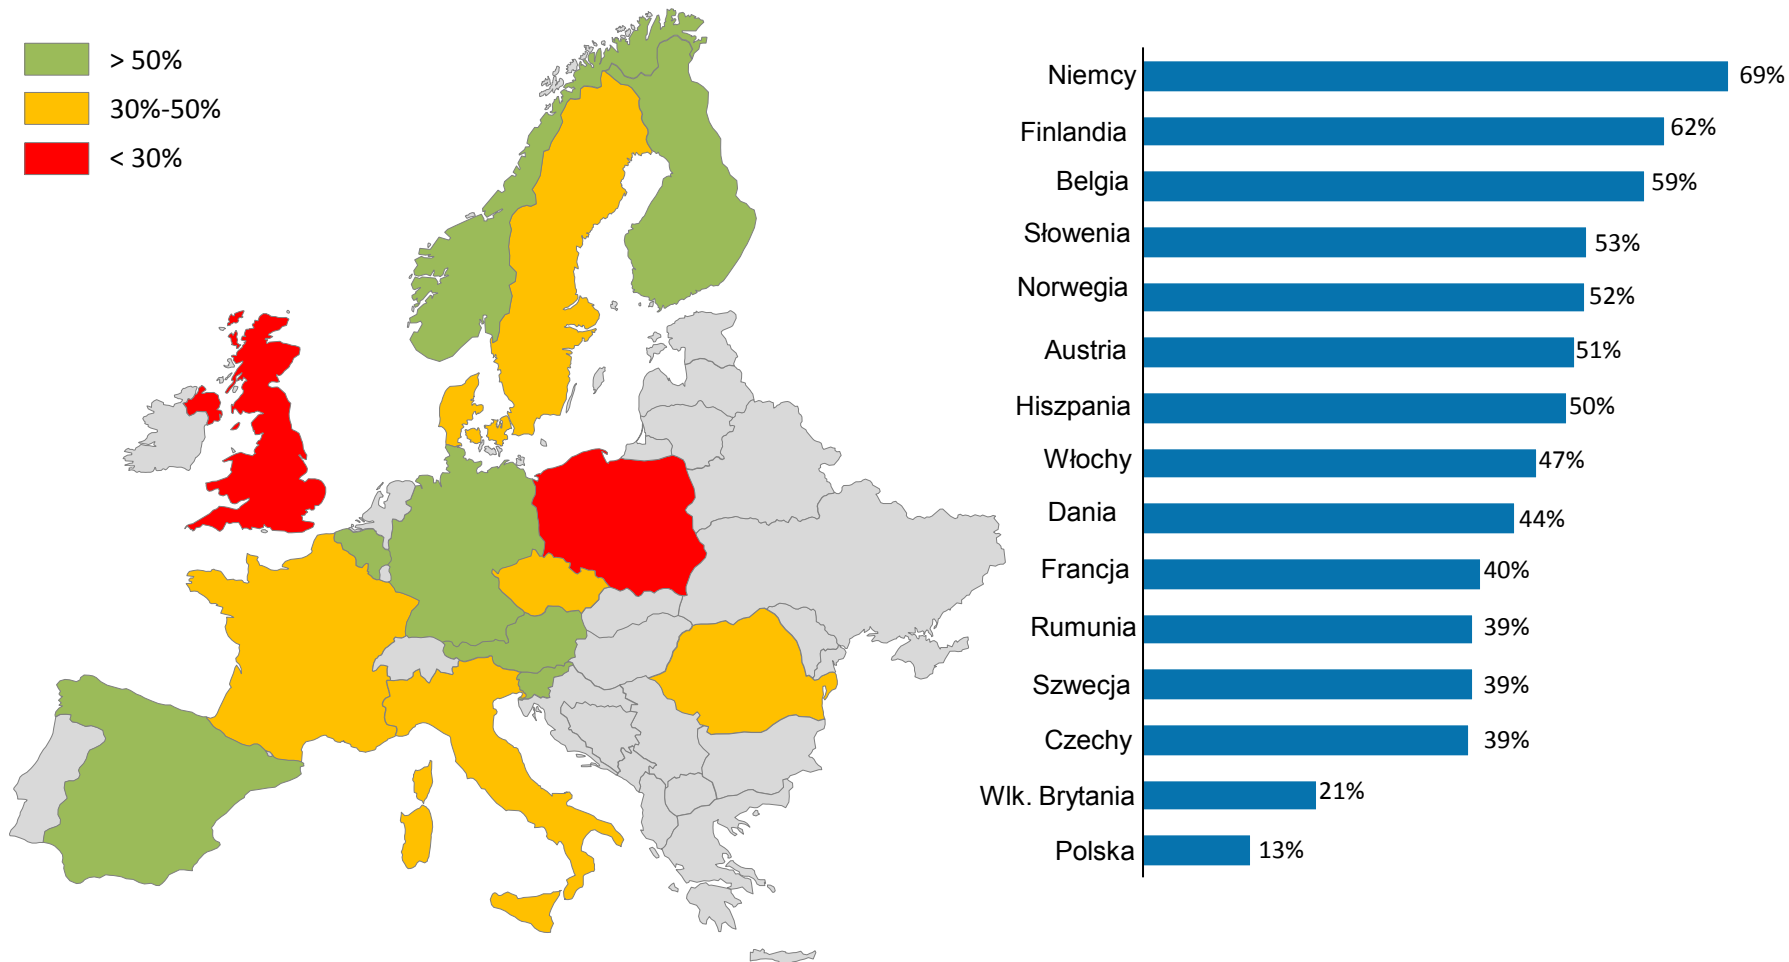 > 50%
30%-50%
< 30%
Niemcy 69%
Finlandia 62%
Belgia 59%
Słowenia 53%
Norwegia 52%
Austria 51%
Hiszpania 50%
Włochy 47%
Dania 44%
Francja 40%
Rumunia 39%
Szwecja 39%
Czechy 39%
Wlk. Brytania 21%
Polska 13%